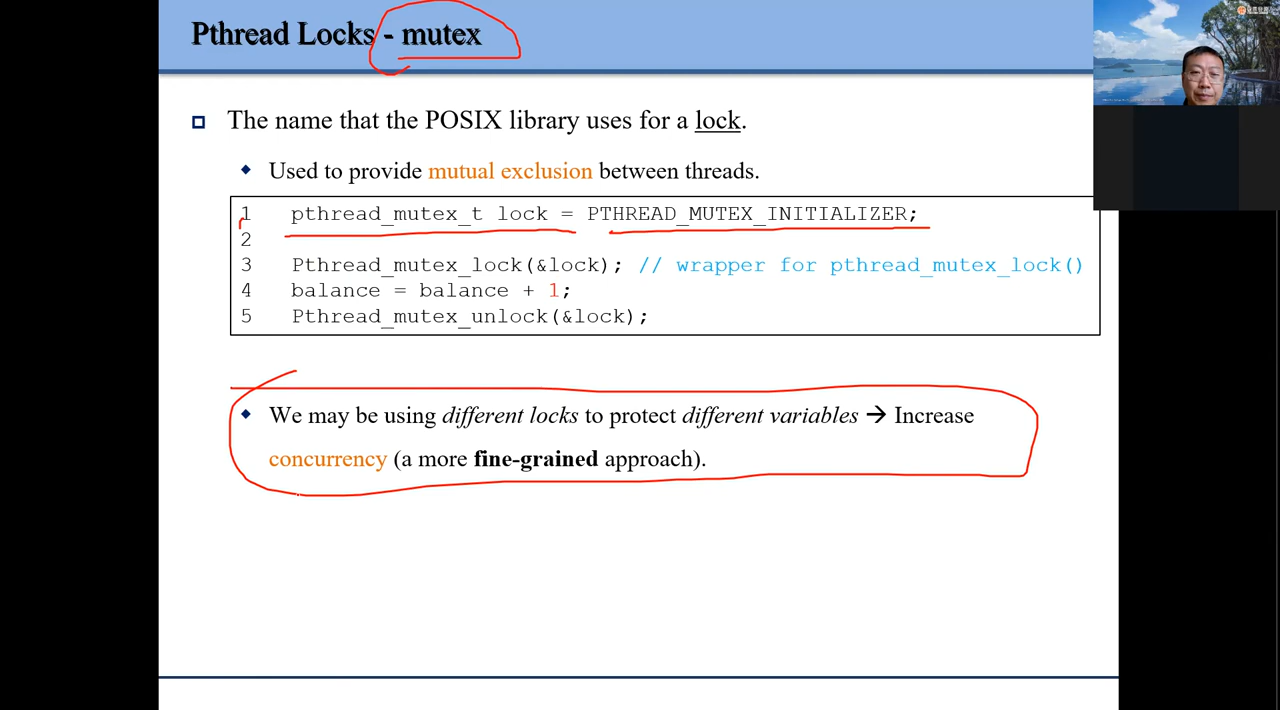 Pthread Locks - mutex
The name that the POSIX library uses for a lock.
Used to provide mutual exclusion between threads.
1 pthread_mutex_t lock = PTHREAD_MUTEX_INITIALIZER;
2
3 Pthread_mutex_lock(&lock); // wrapper for pthread_mutex_lock()
4 balance = balance + 1;
5 Pthread_mutex_unlock(&lock);
We may be using different locks to protect different variables → Increase
concurrency (a more fine-grained approach).